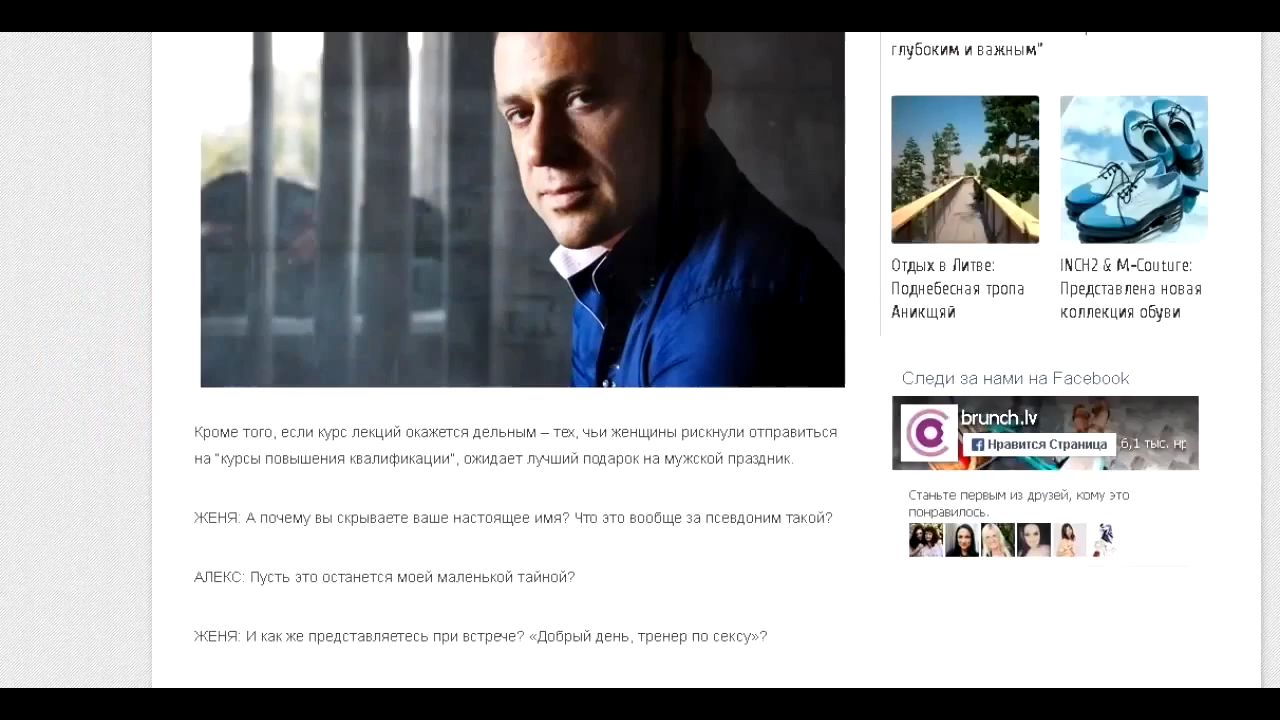 глубоким и важным"
Отдых в Литве:
Поднебесная тропа
Аникщяй
INCH2 & M-Couture:
Представлена новая
коллекция обуви
Следи за нами на Facebook
brunch.lv
Нравится Страница
6,1 тыс. нр
Станьте первым из друзей, кому это
понравилось.
Кроме того, если курс лекций окажется дельным – тех, чьи женщины рискнули отправиться
на "курсы повышения квалификации", ожидает лучший подарок на мужской праздник.
ЖЕНЯ: А почему вы скрываете ваше настоящее имя? Что это вообще за псевдоним такой?
АЛЕКС: Пусть это останется моей маленькой тайной?
ЖЕНЯ: И как же представляетесь при встрече? «Добрый день, тренер по сексу»?